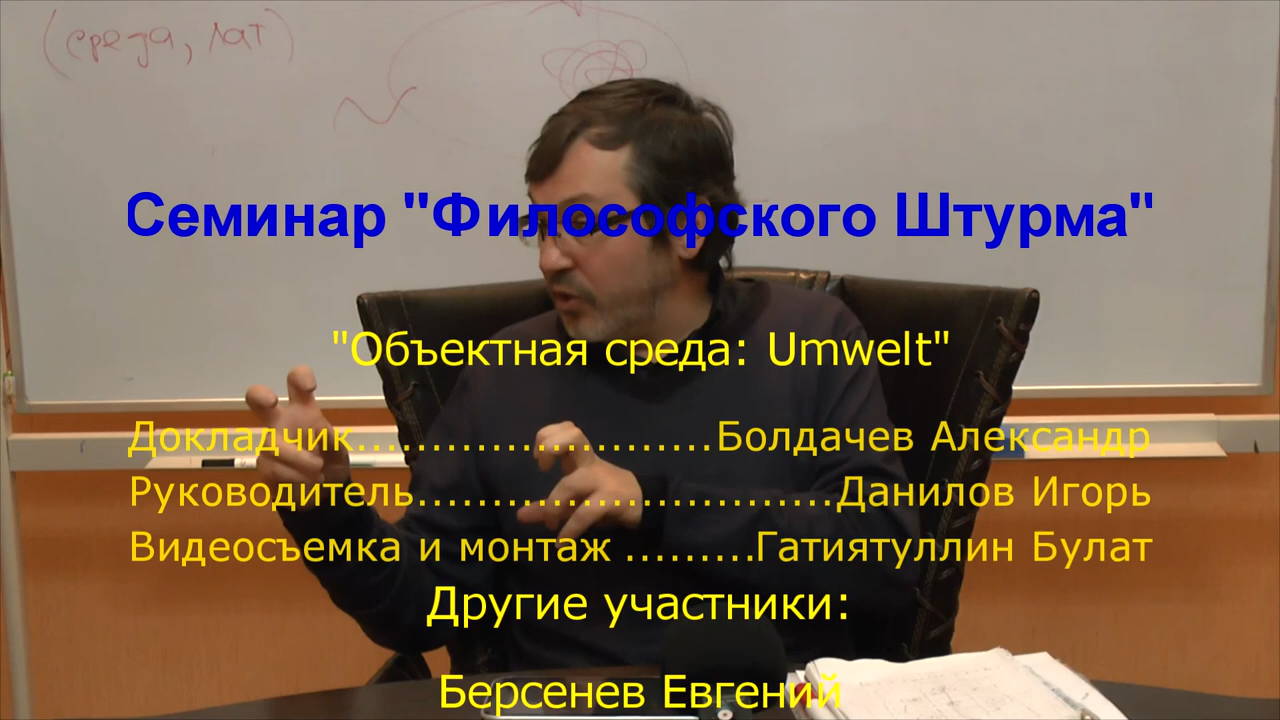 (среда, лат)
Семинар "Философского Штурма"
"Объектная среда: Umwelt"
Докладчик........................Болдачев Александр
Руководитель............................Данилов Игорь
Видеосъемка и монтаж .........Гатиятуллин Булат
Другие участники:
Берсенев Евгений